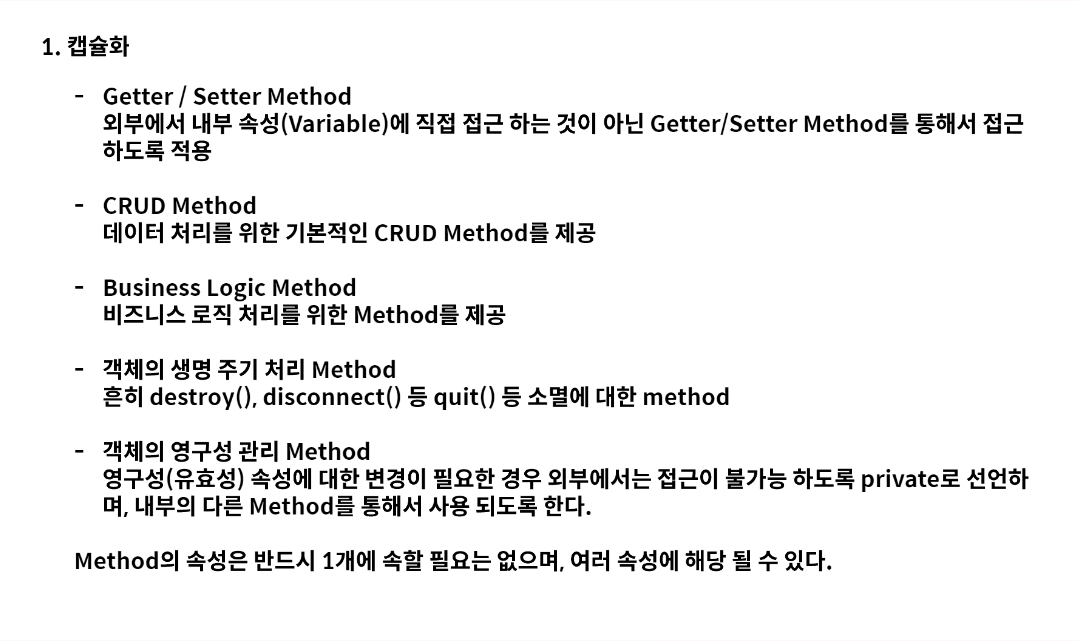 1. 캡슐화
- Getter / Setter Method
외부에서 내부 속성(Variable)에 직접 접근 하는 것이 아닌 Getter/Setter Method를 통해서 접근
하도록 적용
- CRUD Method
데이터 처리를 위한 기본적인 CRUD Method를 제공
- Business Logic Method
비즈니스 로직 처리를 위한 Method를 제공
- 객체의 생명 주기 처리 Method
흔히 destroy(), disconnect() 등 quit() 등 소멸에 대한 method
- 객체의 영구성 관리 Method
영구성(유효성) 속성에 대한 변경이 필요한 경우 외부에서는 접근이 불가능 하도록 private로 선언하
며, 내부의 다른 Method를 통해서 사용 되도록 한다.
Method의 속성은 반드시 1개에 속할 필요는 없으며, 여러 속성에 해당 될 수 있다.